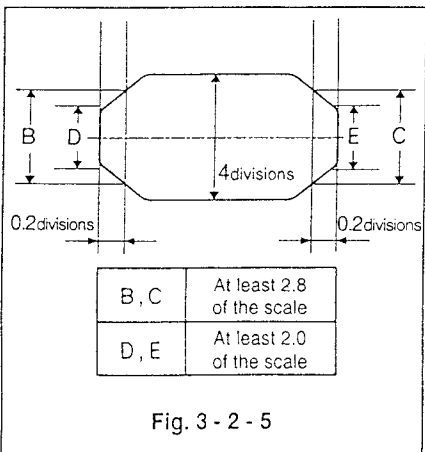 B
D
4divisions
E
C
0.2divisions
0.2divisions
B, C
At least 2.8
of the scale
D, E
At least 2.0
of the scale
Fig. 3 - 2 - 5